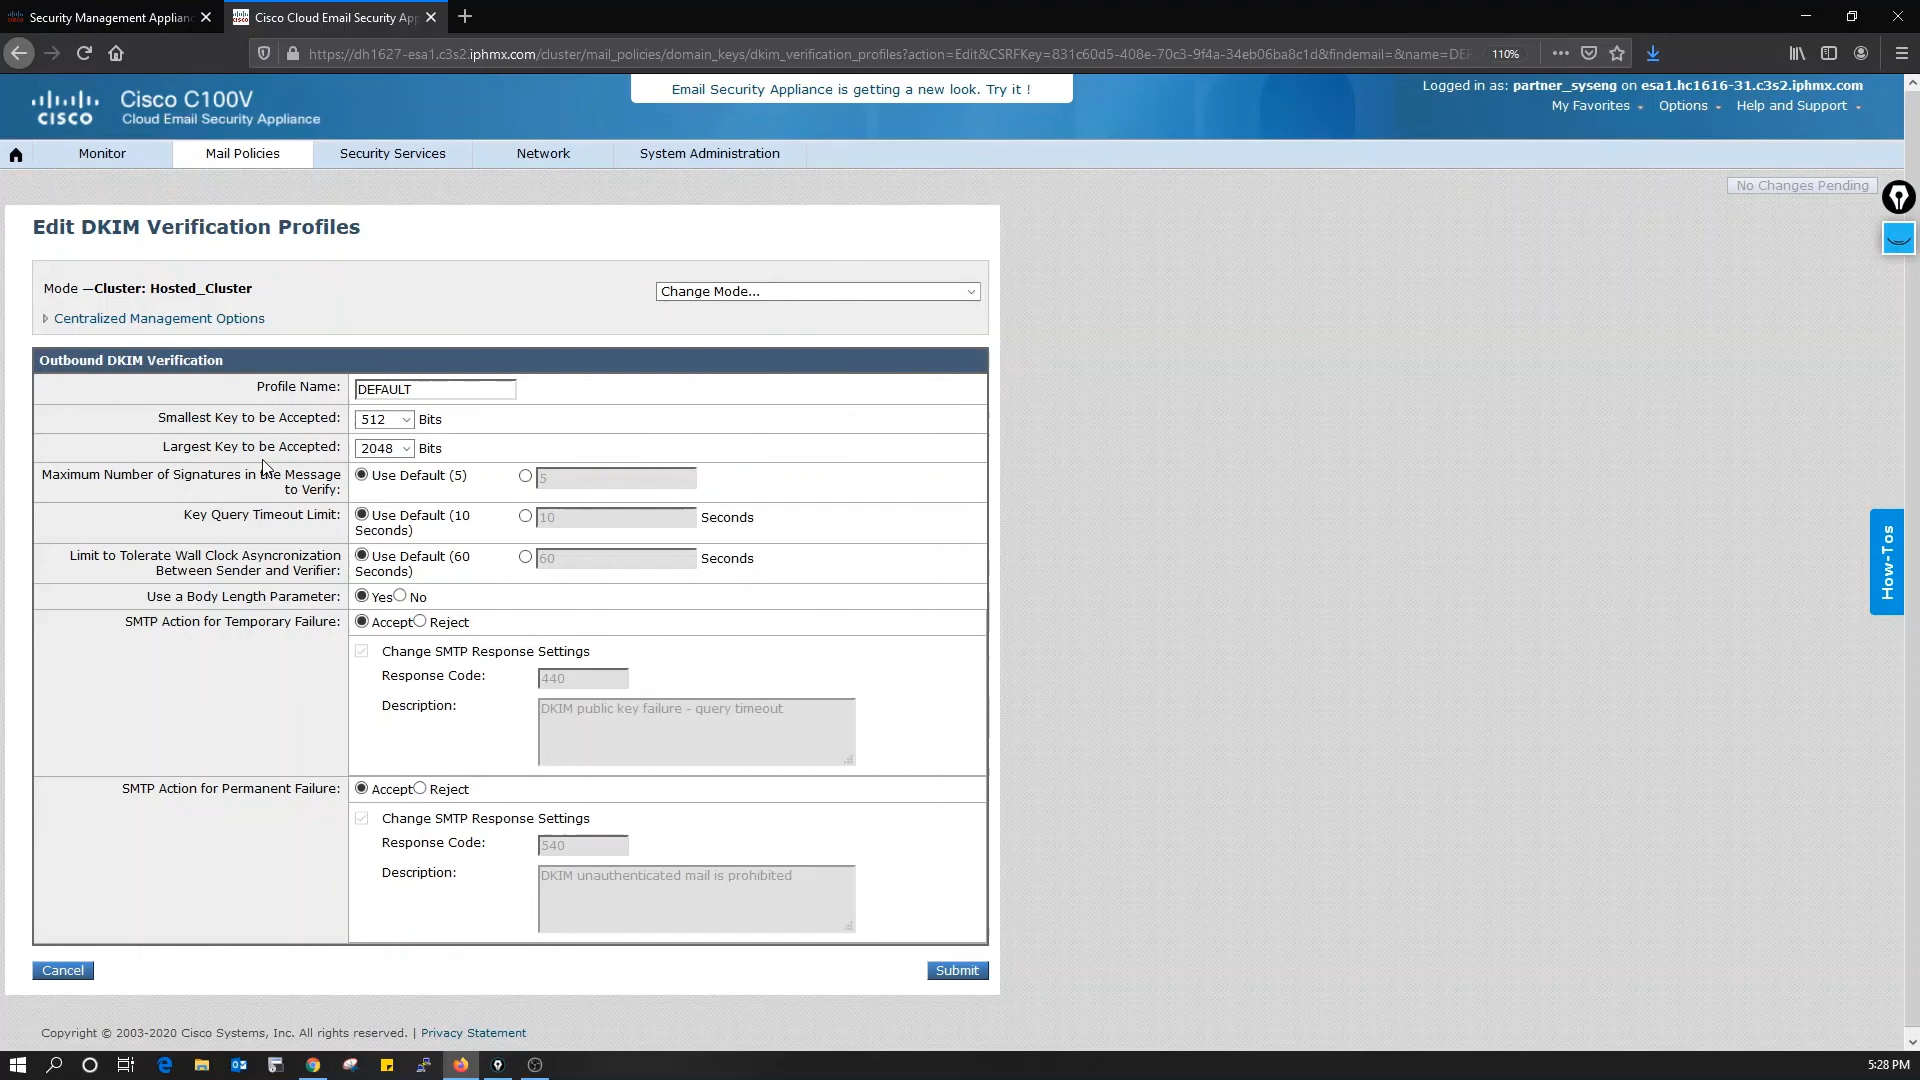 Security Management Applianc
Cisco Cloud Email Security Ap
https://dh1627-esa1.c3s2.iphmx.com/cluster/mail_policies/domain_keys/dkim_verification_profiles?action=Edit&CSRFKey=831c60d5-408e-70c3-9f4a-34eb06ba8c1d&findemail=&name=DEF
110%
cisco
Cisco C100V
Cloud Email Security Appliance
Email Security Appliance is getting a new look. Try it !
Logged in as: partner_syseng on esa1.hc1616-31.c3s2.iphmx.com
My Favorites Options Help and Support
Monitor Mail Policies Security Services Network System Administration
No Changes Pending
Edit DKIM Verification Profiles
Mode —Cluster: Hosted_Cluster
Change Mode...
Centralized Management Options
Outbound DKIM Verification
Profile Name: DEFAULT
Smallest Key to be Accepted: 512 Bits
Largest Key to be Accepted: 2048 Bits
Maximum Number of Signatures in the Message
to Verify:
Use Default (5) 5
Key Query Timeout Limit:
Use Default (10
Seconds)
10 Seconds
Limit to Tolerate Wall Clock Asyncronization
Between Sender and Verifier:
Use Default (60
Seconds)
60 Seconds
Use a Body Length Parameter: Yes No
SMTP Action for Temporary Failure: Accept Reject
Change SMTP Response Settings
Response Code: 440
Description: DKIM public key failure - query timeout
SMTP Action for Permanent Failure: Accept Reject
Change SMTP Response Settings
Response Code: 540
Description: DKIM unauthenticated mail is prohibited
Cancel Submit
How-Tos
Copyright © 2003-2020 Cisco Systems, Inc. All rights reserved. | Privacy Statement
5:28 PM